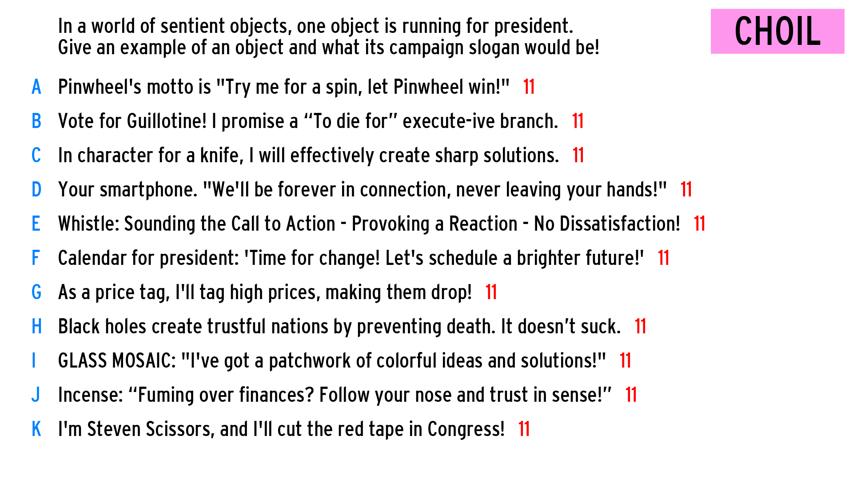 In a world of sentient objects, one object is running for president.
Give an example of an object and what its campaign slogan would be!
CHOIL
A Pinwheel's motto is "Try me for a spin, let Pinwheel win!" 11
B Vote for Guillotine! I promise a “To die for” execute-ive branch. 11
C In character for a knife, I will effectively create sharp solutions. 11
D Your smartphone. "We'll be forever in connection, never leaving your hands!" 11
E Whistle: Sounding the Call to Action - Provoking a Reaction - No Dissatisfaction! 11
F Calendar for president: 'Time for change! Let's schedule a brighter future!' 11
G As a price tag, I'll tag high prices, making them drop! 11
H Black holes create trustful nations by preventing death. It doesn’t suck. 11
I GLASS MOSAIC: "I've got a patchwork of colorful ideas and solutions!" 11
J Incense: “Fuming over finances? Follow your nose and trust in sense!” 11
K I'm Steven Scissors, and I'll cut the red tape in Congress! 11